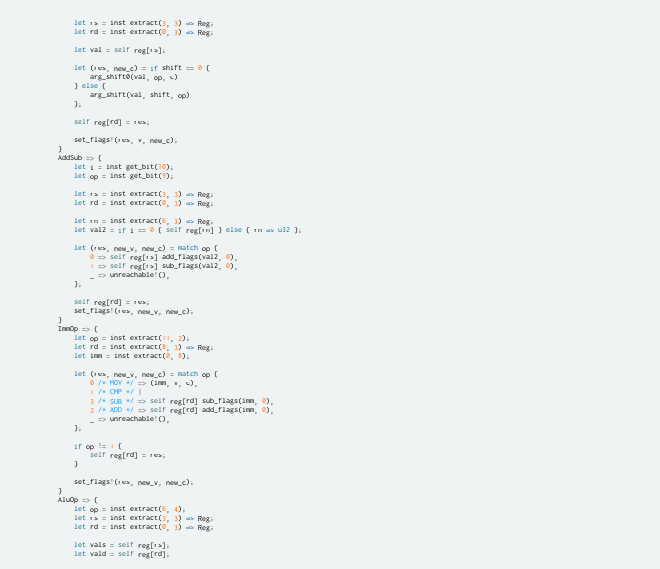 let rs = inst extract(3, 3) => Reg;
let rd = inst extract(0, 3) => Reg;
let val = self reg[rs];
let (res, new_c) = if shift == 0 {
arg_shift0(val, op, c)
} else {
arg_shift(val, shift, op)
};
self reg[rd] = res;
set_flags!(res, v, new_c);
}
AddSub => {
let i = inst get_bit(10);
let op = inst get_bit(9);
let rs = inst extract(3, 3) => Reg;
let rd = inst extract(0, 3) => Reg;
let rn = inst extract(6, 3) => Reg;
let val2 = if i == 0 { self reg[rn] } else { rn => u32 };
let (res, new_v, new_c) = match op {
0 => self reg[rs] add_flags(val2, 0),
1 => self reg[rs] sub_flags(val2, 0),
_ => unreachable!(),
};
self reg[rd] = res;
set_flags!(res, new_v, new_c);
}
ImmOp => {
let op = inst extract(11, 2);
let rd = inst extract(8, 3) => Reg;
let imm = inst extract(0, 8);
let (res, new_v, new_c) = match op {
0 /* MOV */ => (imm, v, c),
1 /* CMP */ |
3 /* SUB */ => self reg[rd] sub_flags(imm, 0),
2 /* ADD */ => self reg[rd] add_flags(imm, 0),
_ => unreachable!(),
};
if op != 1 {
self reg[rd] = res;
}
set_flags!(res, new_v, new_c);
}
AluOp => {
let op = inst extract(6, 4);
let rs = inst extract(3, 3) => Reg;
let rd = inst extract(0, 3) => Reg;
let vals = self reg[rs];
let vald = self reg[rd];